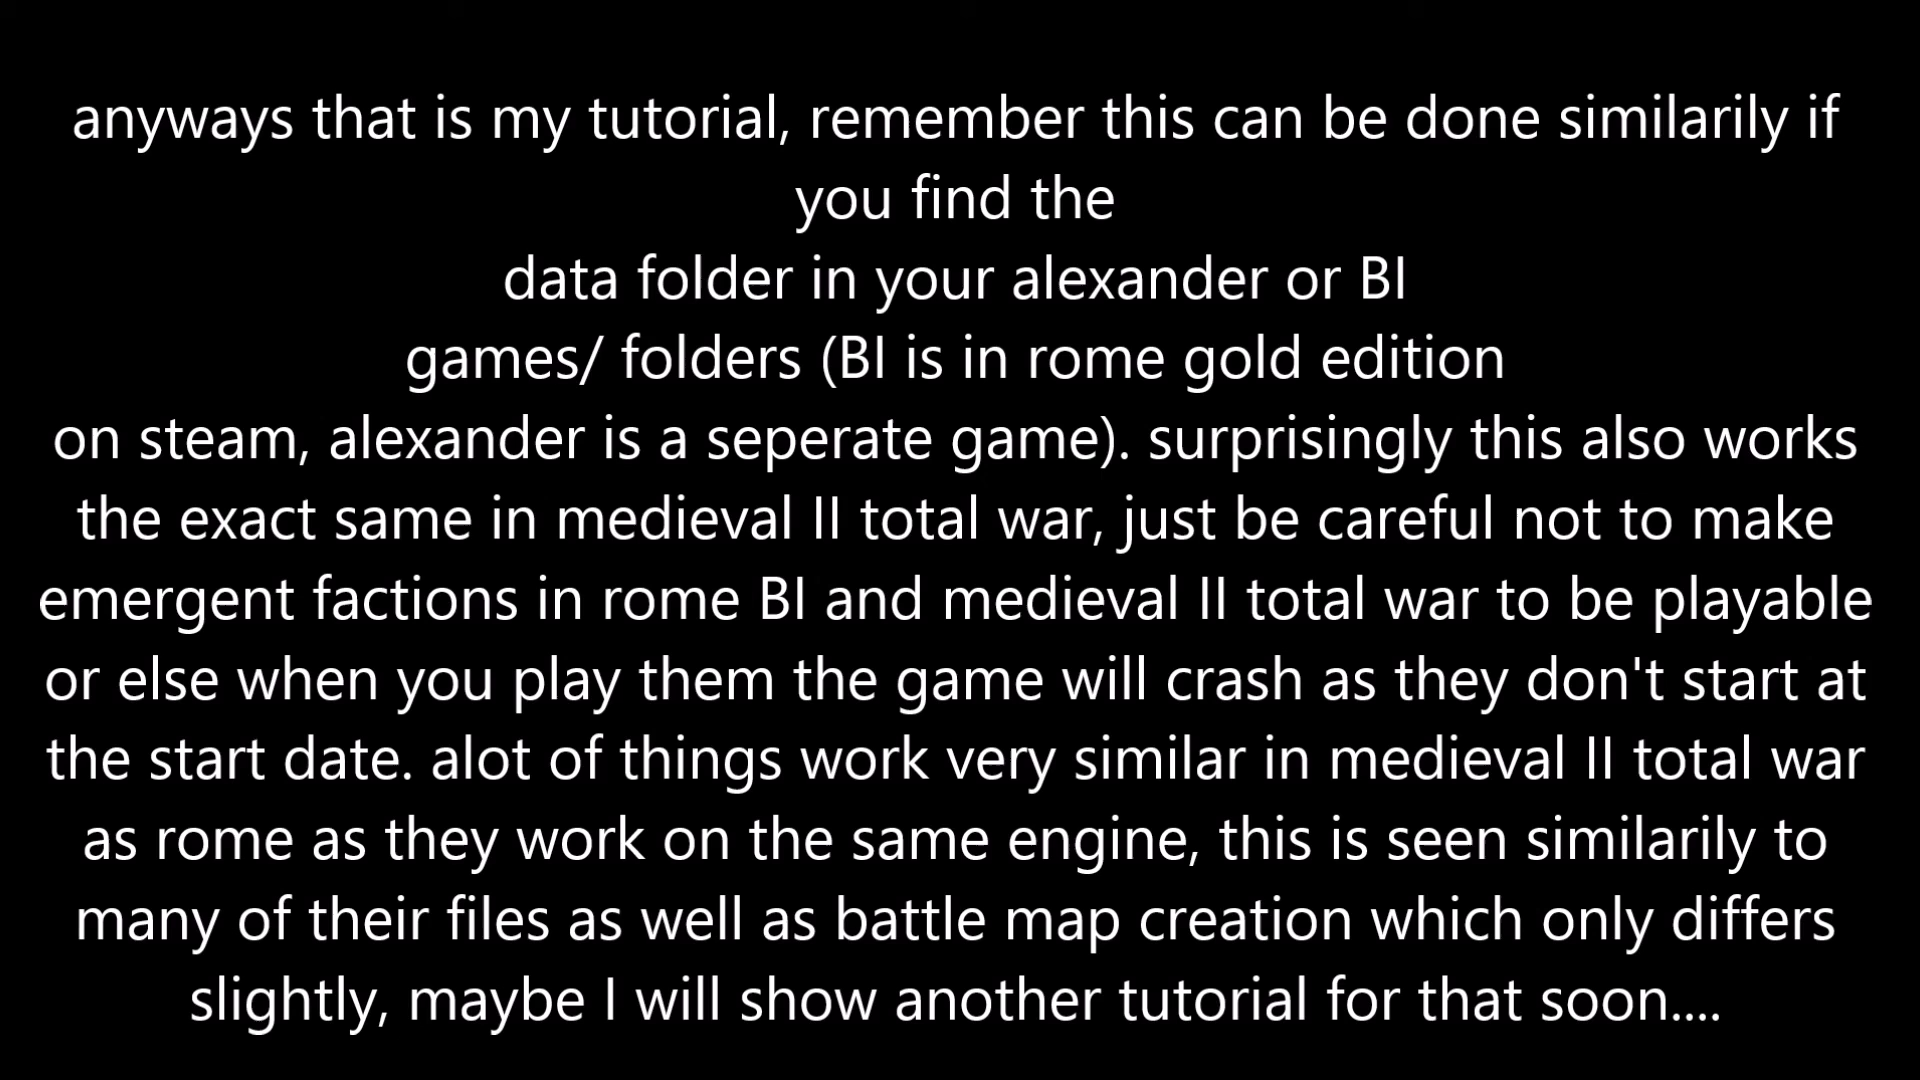 anyways that is my tutorial, remember this can be done similarily if
you find the
data folder in your alexander or BI
games/ folders (BI is in rome gold edition
on steam, alexander is a seperate game). surprisingly this also works
the exact same in medieval II total war, just be careful not to make
emergent factions in rome BI and medieval II total war to be playable
or else when you play them the game will crash as they don't start at
the start date. alot of things work very similar in medieval II total war
as rome as they work on the same engine, this is seen similarily to
many of their files as well as battle map creation which only differs
slightly, maybe I will show another tutorial for that soon....